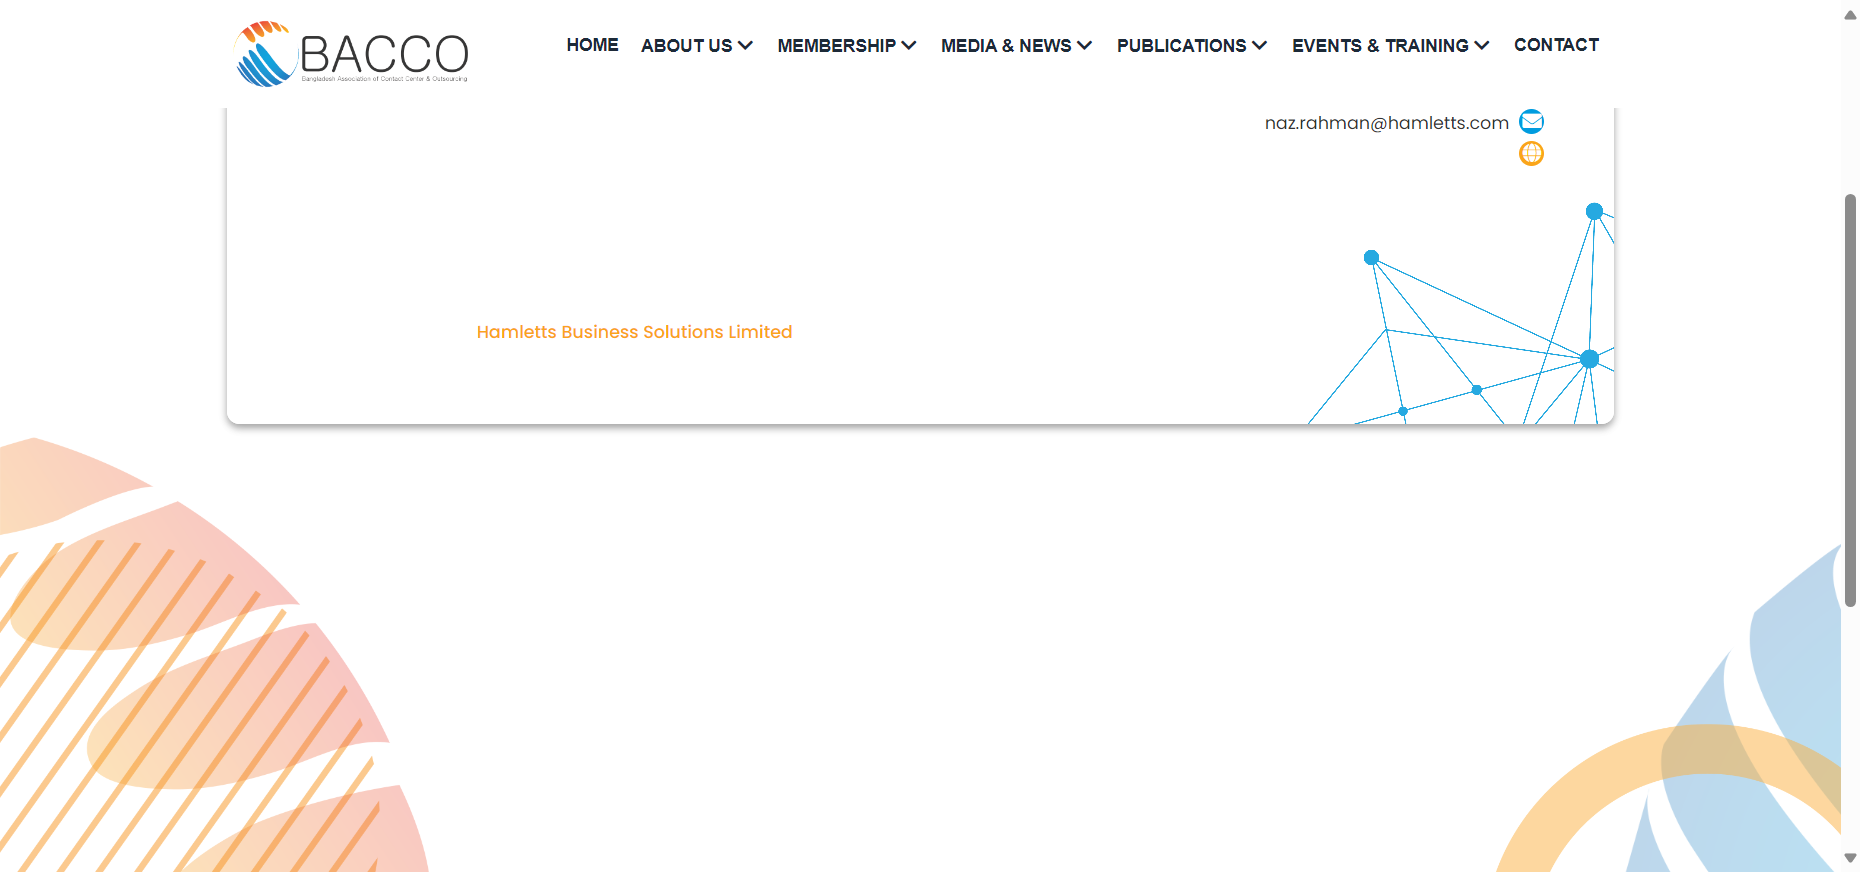 BACCO
Bangladesh Association of Contact Center & Outsourcing
HOME ABOUT US MEMBERSHIP MEDIA & NEWS PUBLICATIONS EVENTS & TRAINING CONTACT
naz.rahman@hamletts.com
Hamletts Business Solutions Limited